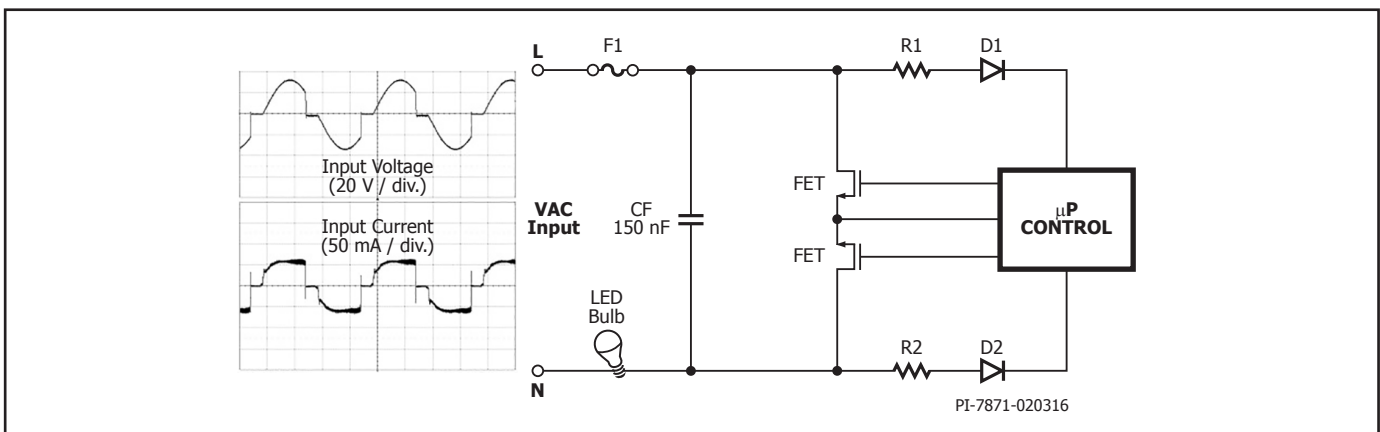 Input Voltage
(20 V / div.)
Input Current
(50 mA / div.)
L
F1
VAC
Input
CF
150 nF
LED
Bulb
N
FET
FET
R1
D1
µP
CONTROL
R2
D2
PI-7871-020316